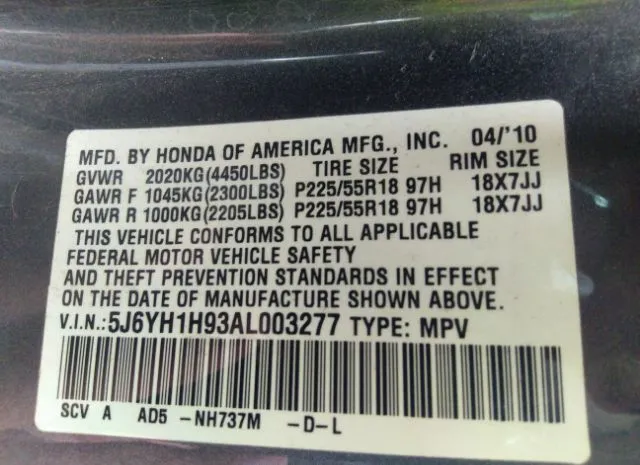 MFD. BY HONDA OF AMERICA MFG., INC. 04/'10
GVWR 2020KG(4450LBS) TIRE SIZE RIM SIZE
GAWR F 1045KG(2300LBS) P225/55R18 97H 18X7JJ
GAWR R 1000KG(2205LBS) P225/55R18 97H 18X7JJ
THIS VEHICLE CONFORMS TO ALL APPLICABLE
FEDERAL MOTOR VEHICLE SAFETY
AND THEFT PREVENTION STANDARDS IN EFFECT
ON THE DATE OF MANUFACTURE SHOWN ABOVE.
V.I.N.:5J6YH1H93AL003277 TYPE: MPV
SCV A AD5 -NH737M -D-L